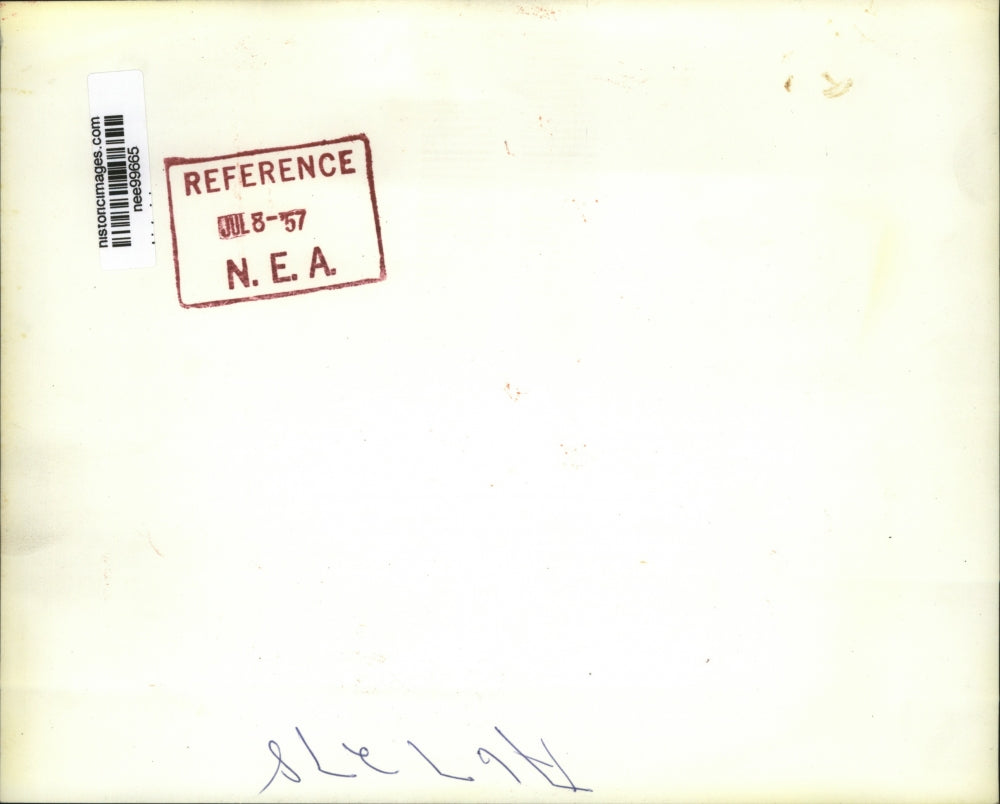 historicimages.com
nee99665
REFERENCE
JUL 8-'57
N. E. A.